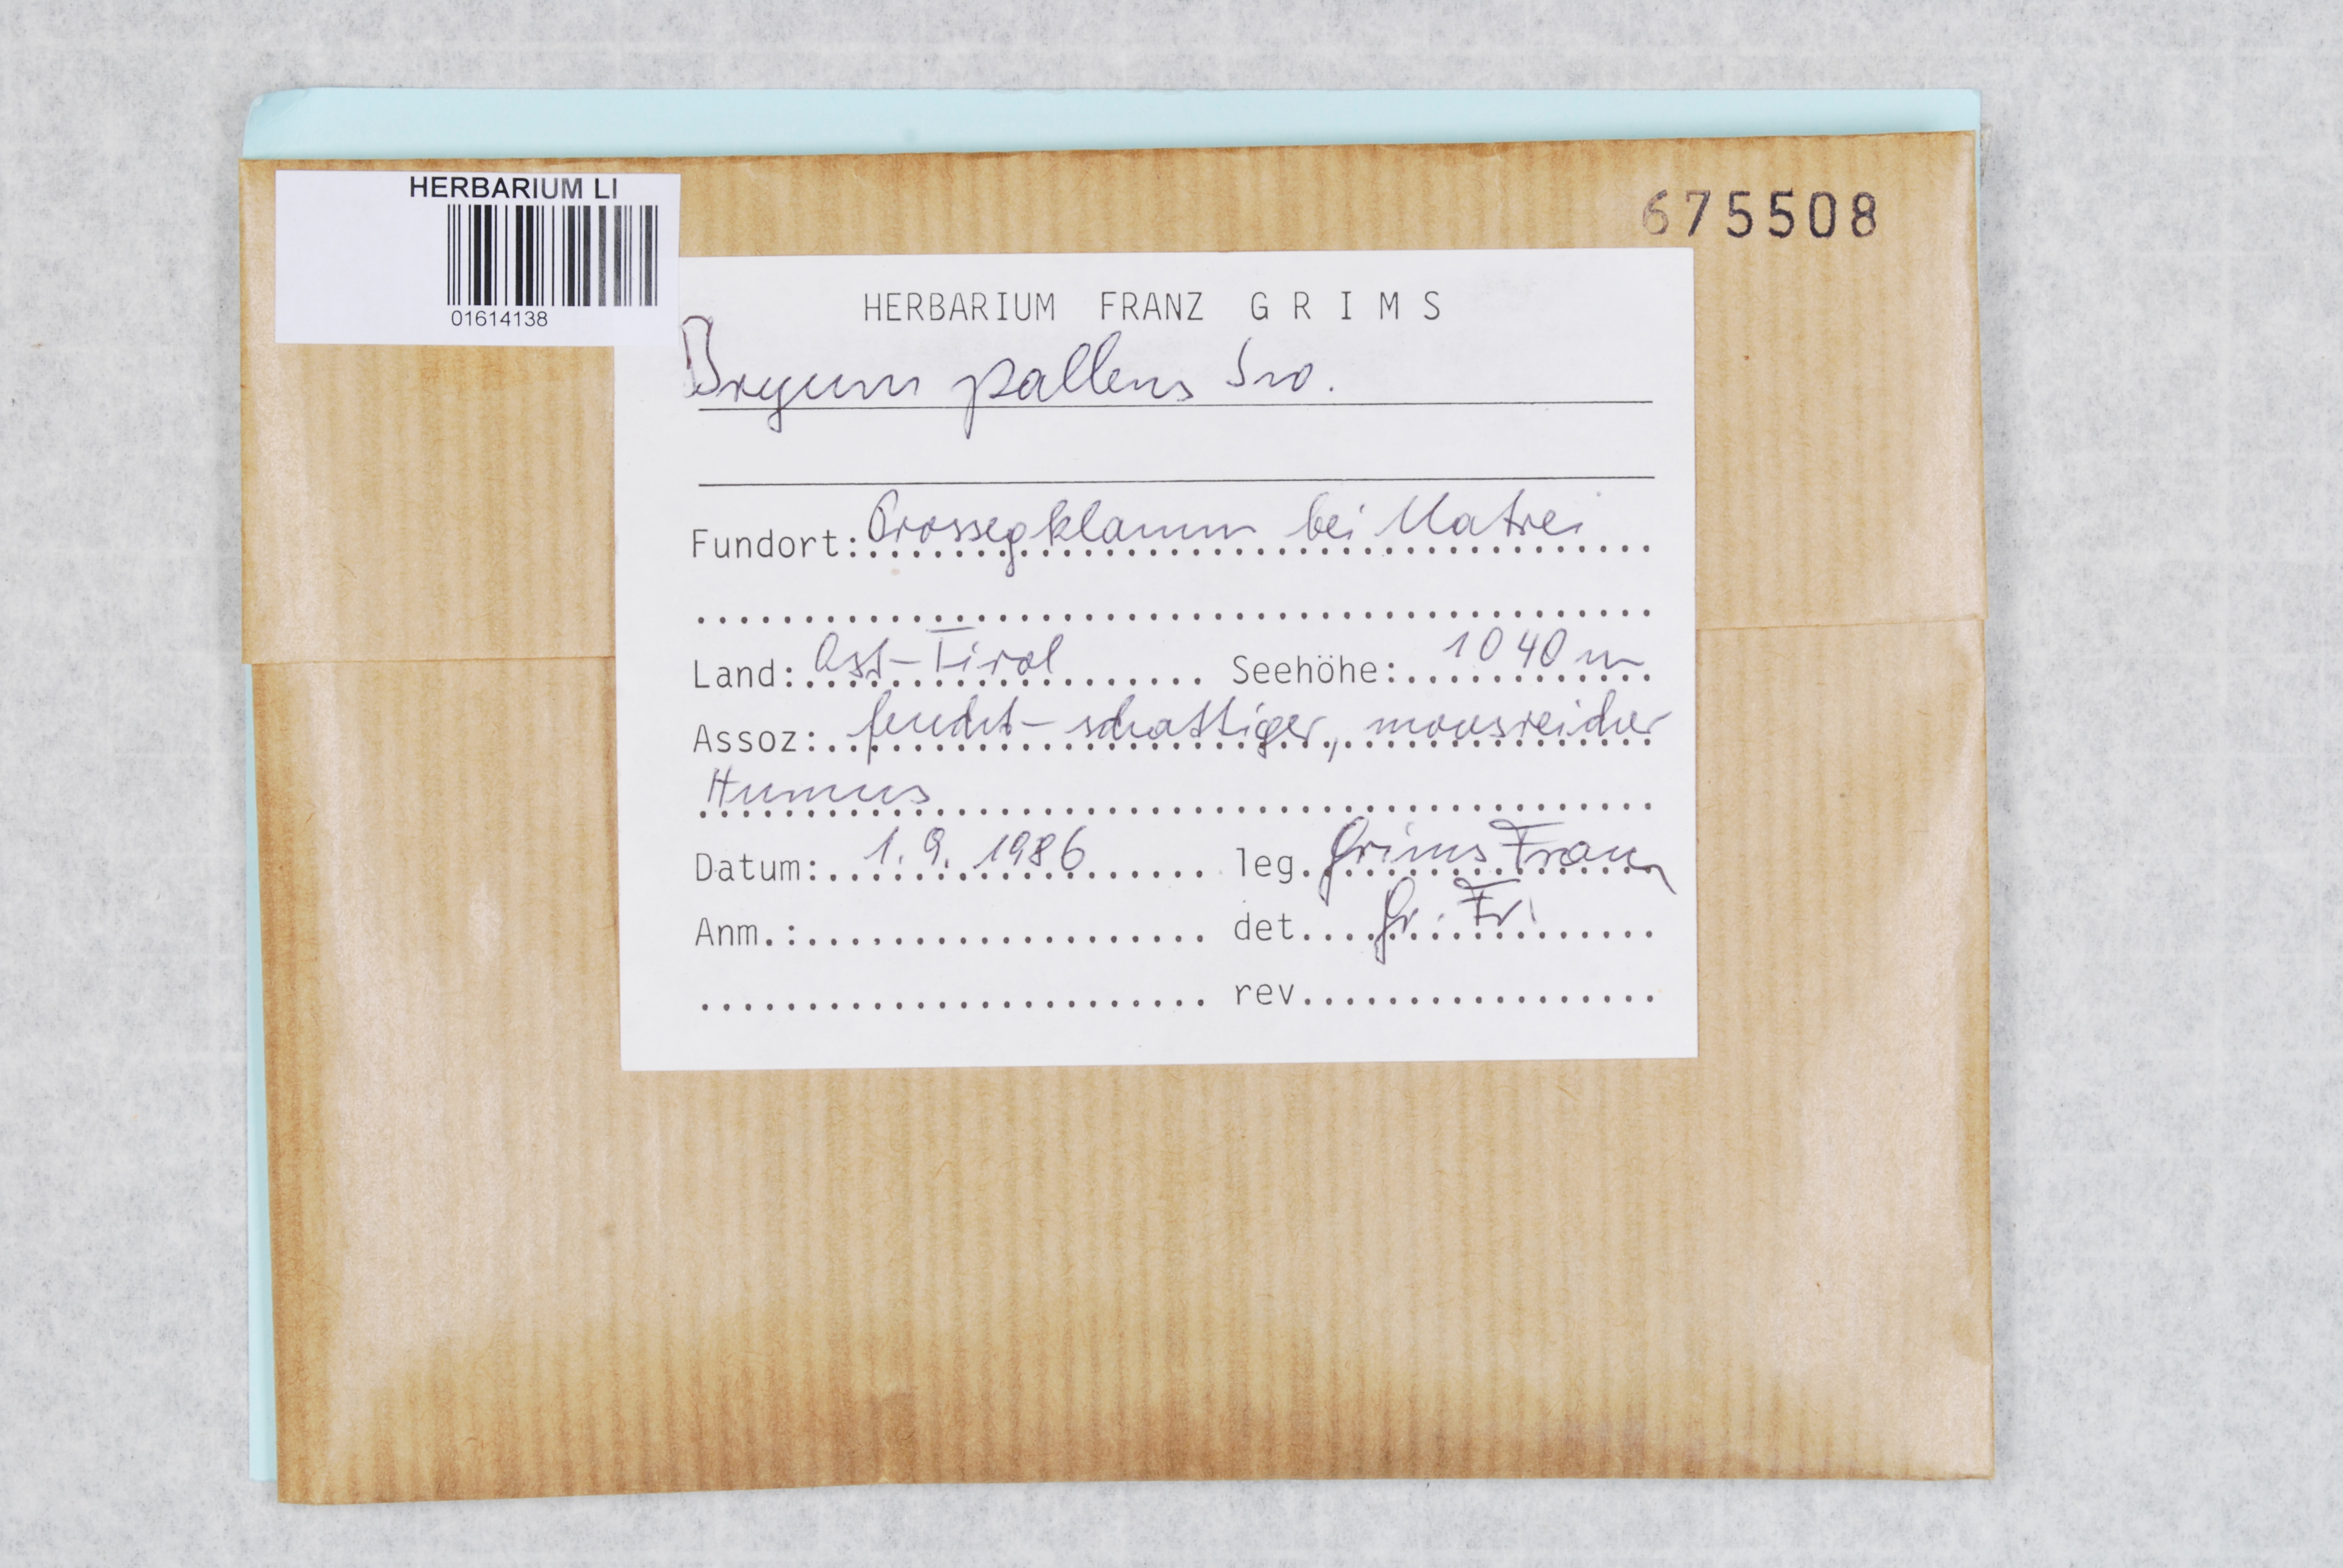 HERBARIUM LI
01614138
675508
HERBARIUM FRANZ GRIMS
Bryum pallens Sw.
Fundort: Prossegklamm bei Matrei
Land: Ost-Tirol Seehöhe: 1040 m
Assoz: feucht-schattiger, moosreicher
Humus
Datum: 1.9.1986 leg. Grims Franz
Anm.: det. Gr. Fr.
rev.